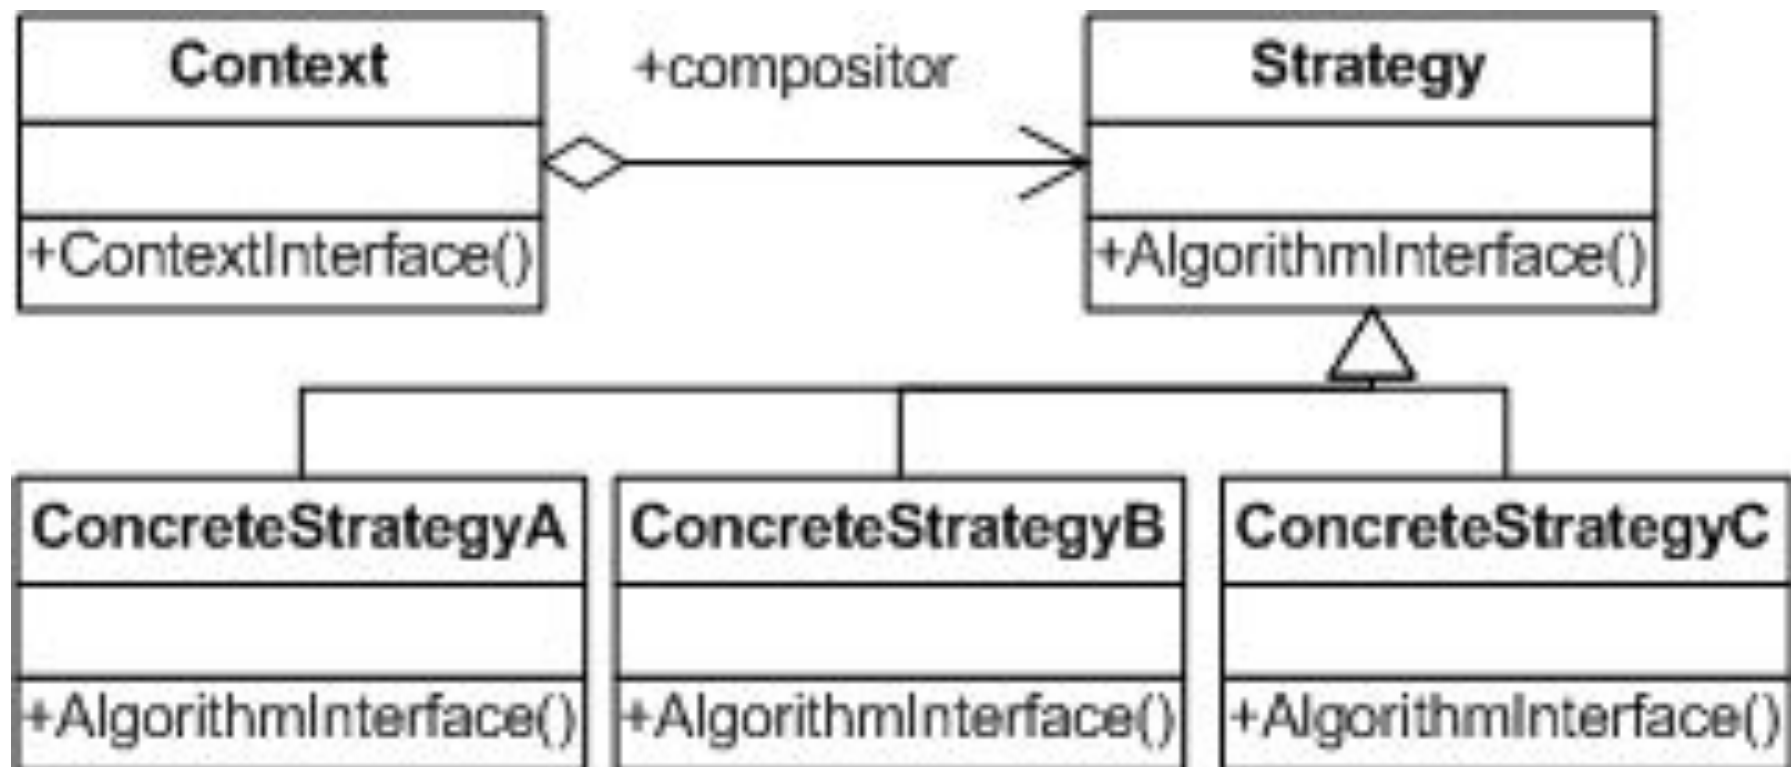 Context
+compositor
Strategy
+ContextInterface()
+AlgorithmInterface()
ConcreteStrategyA
ConcreteStrategyB
ConcreteStrategyC
+AlgorithmInterface()
+AlgorithmInterface()
+AlgorithmInterface()